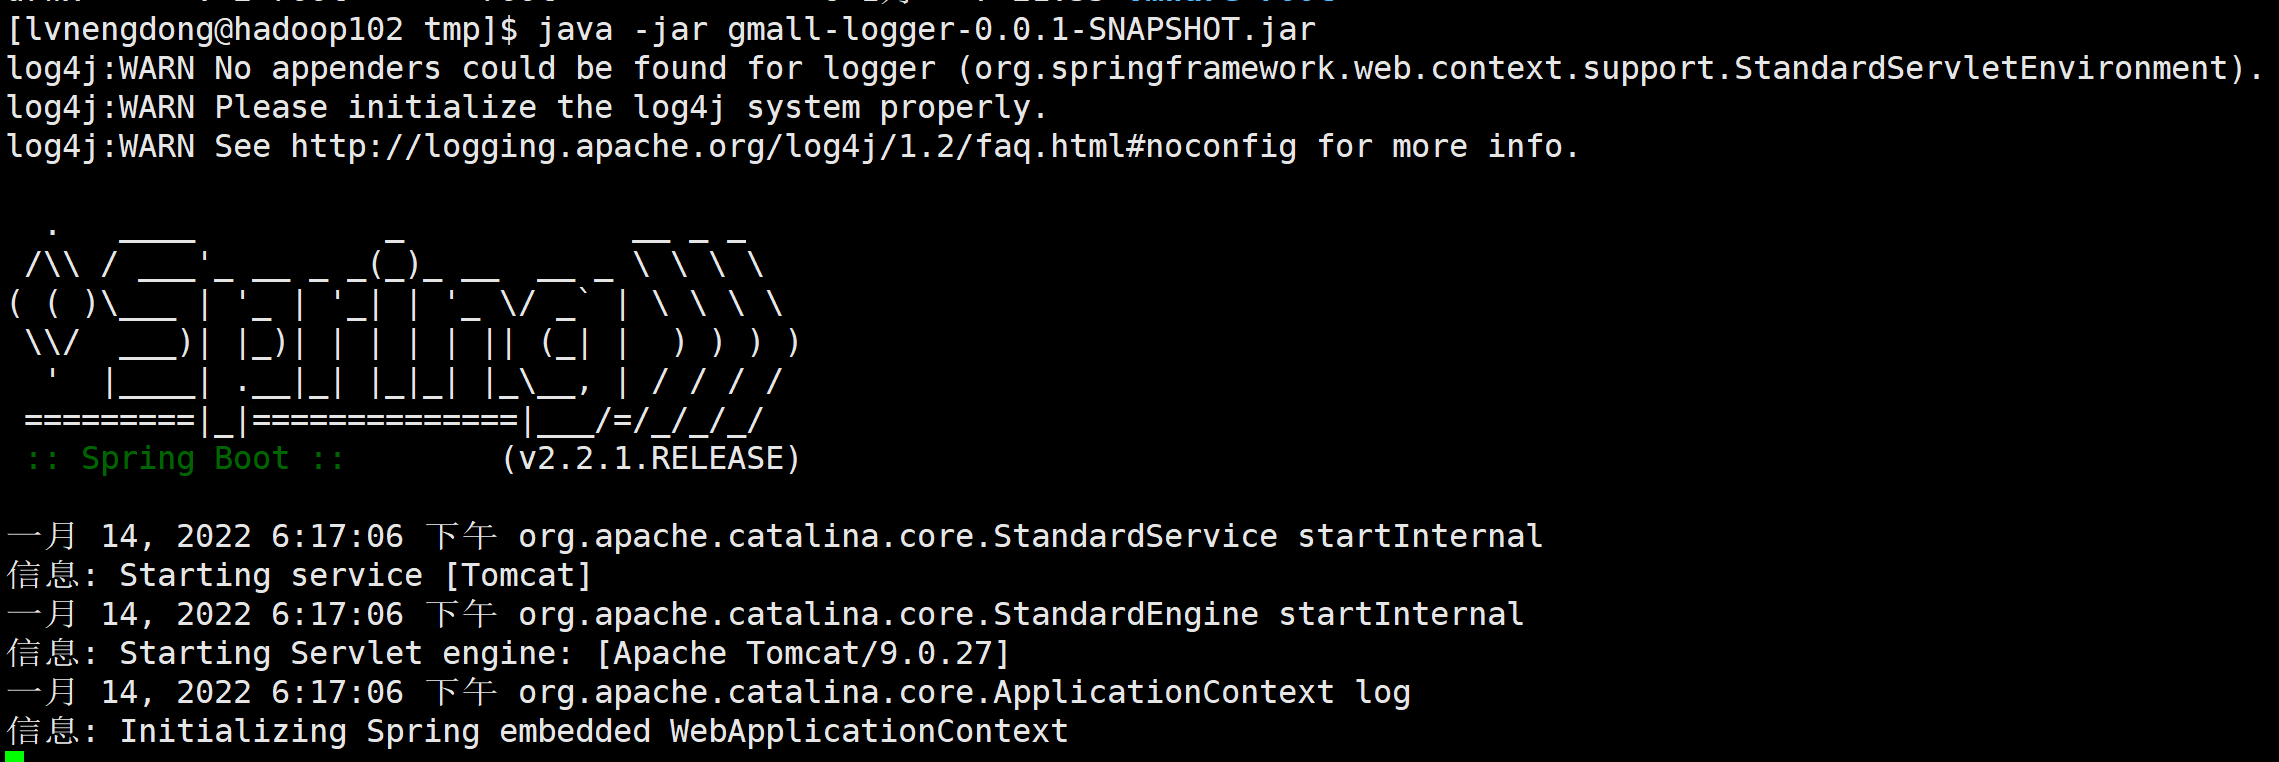 [lvnengdong@hadoop102 tmp]$ java -jar gmall-logger-0.0.1-SNAPSHOT.jar
log4j:WARN No appenders could be found for logger (org.springframework.web.context.support.StandardServletEnvironment).
log4j:WARN Please initialize the log4j system properly.
log4j:WARN See http://logging.apache.org/log4j/1.2/faq.html#noconfig for more info.

  .   ____          _            __ _ _
 /\\ / ___'_ __ _ _(_)_ __  __ _ \ \ \ \
( ( )\___ | '_ | '_| | '_ \/ _` | \ \ \ \
 \\/  ___)| |_)| | | | | || (_| |  ) ) ) )
  '  |____| .__|_| |_|_| |_\__, | / / / /
 =========|_|==============|___/=/_/_/_/
 :: Spring Boot ::        (v2.2.1.RELEASE)

一月 14, 2022 6:17:06 下午 org.apache.catalina.core.StandardService startInternal
信息: Starting service [Tomcat]
一月 14, 2022 6:17:06 下午 org.apache.catalina.core.StandardEngine startInternal
信息: Starting Servlet engine: [Apache Tomcat/9.0.27]
一月 14, 2022 6:17:06 下午 org.apache.catalina.core.ApplicationContext log
信息: Initializing Spring embedded WebApplicationContext